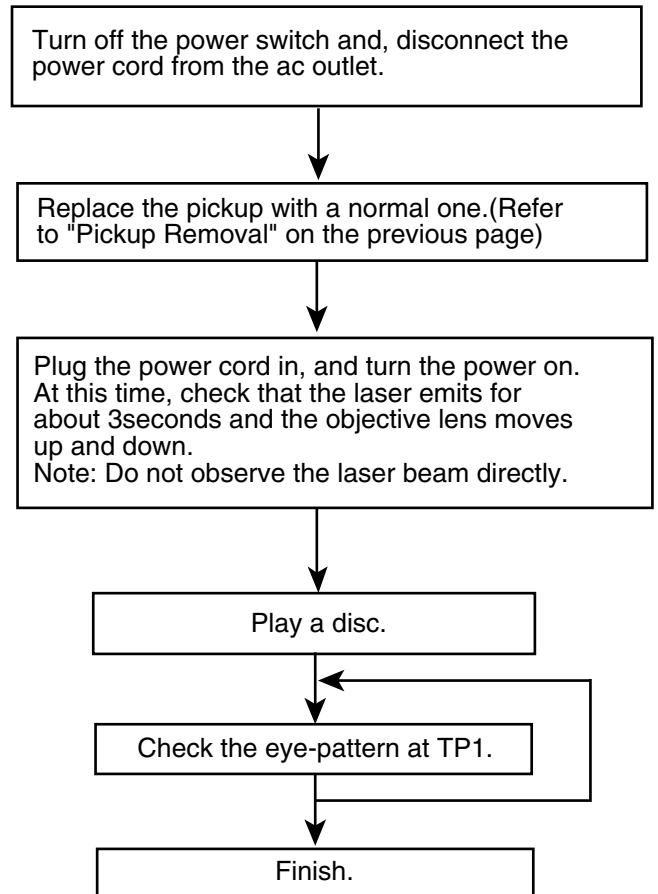 Turn off the power switch and, disconnect the
power cord from the ac outlet.
Replace the pickup with a normal one.(Refer
to "Pickup Removal" on the previous page)
Plug the power cord in, and turn the power on.
At this time, check that the laser emits for
about 3seconds and the objective lens moves
up and down.
Note: Do not observe the laser beam directly.
Play a disc.
Check the eye-pattern at TP1.
Finish.